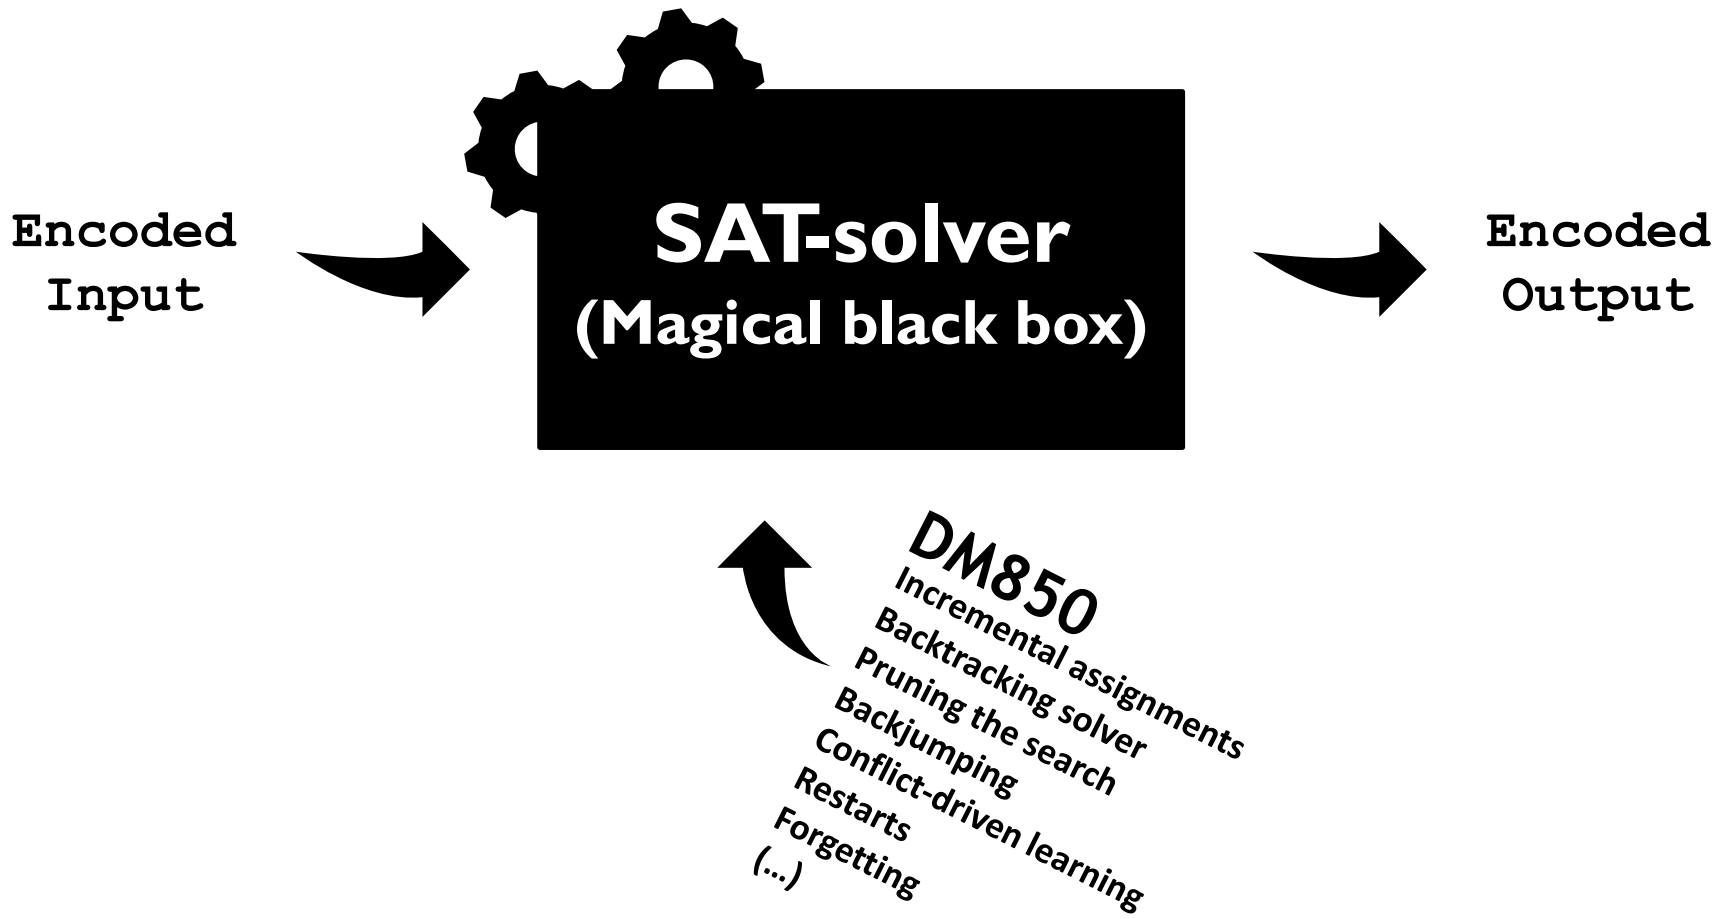 Encoded
Input
SAT-solver
(Magical black box)
Encoded
Output
DM850
Incremental assignments
Backtracking solver
Pruning the search
Backjumping
Conflict-driven learning
Restarts
Forgetting
(...)